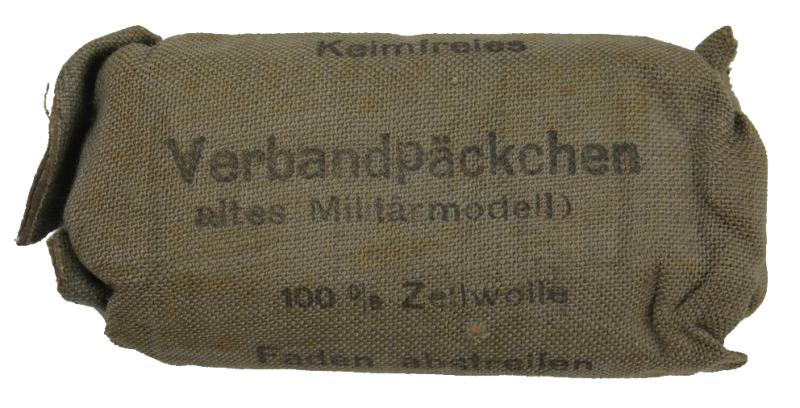 Keimfreies
Verbandpäckchen
altes Militärmodell)
100 % Zellwolle
Faden abstreifen